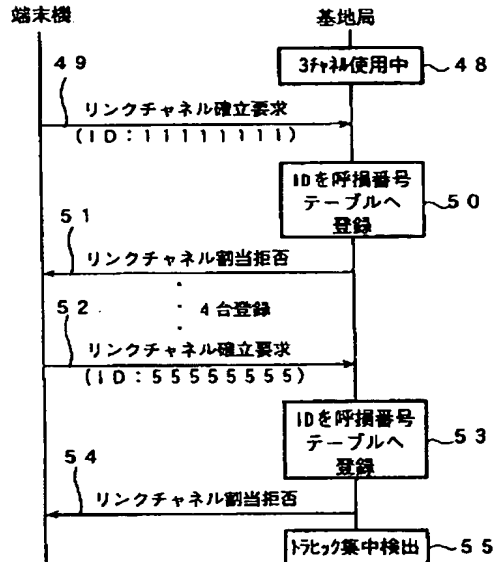 端末機
基地局
3チャネル使用中
48
49
リンクチャネル確立要求
(ID:11111111)
IDを呼損番号
テーブルへ
登録
50
51
リンクチャネル割当拒否
4台登録
52
リンクチャネル確立要求
(ID:55555555)
IDを呼損番号
テーブルへ
登録
53
54
リンクチャネル割当拒否
トラヒック集中検出
55